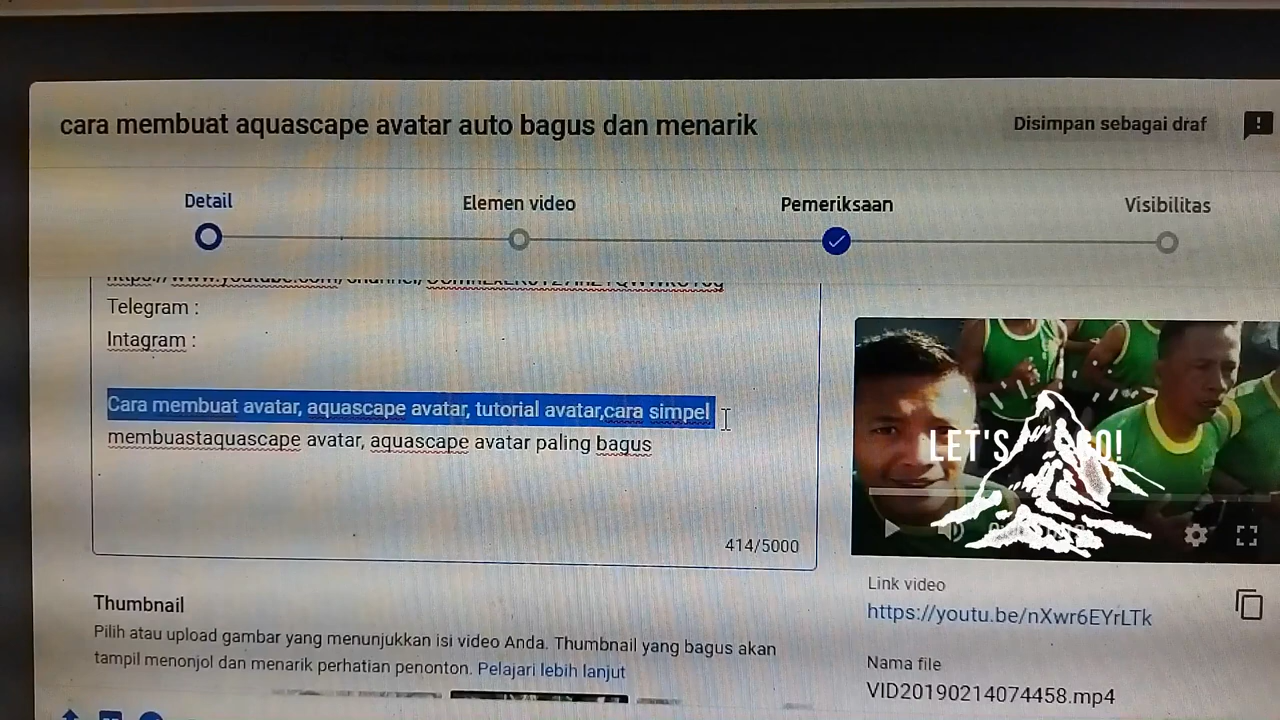 cara membuat aquascape avatar auto bagus dan menarik
Disimpan sebagai draf
Detail
Elemen video
Pemeriksaan
Visibilitas
Telegram :
Intagram :
Cara membuat avatar, aquascape avatar, tutorial avatar,cara simpel
membuastaquascape avatar, aquascape avatar paling bagus
414/5000
LET'S GO!
Thumbnail
Pilih atau upload gambar yang menunjukkan isi video Anda. Thumbnail yang bagus akan
tampil menonjol dan menarik perhatian penonton. Pelajari lebih lanjut
Link video
https://youtu.be/nXwr6EYrLTk
Nama file
VID20190214074458.mp4